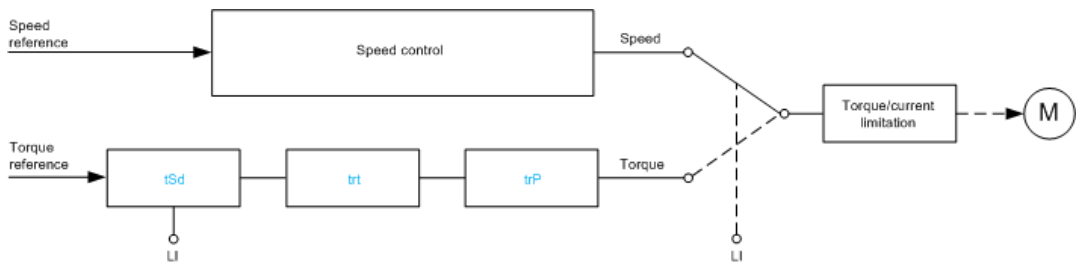 Speed
reference
Speed control
Speed
Torque/current
limitation
M
Torque
reference
tSd
trt
trP
Torque
LI
LI